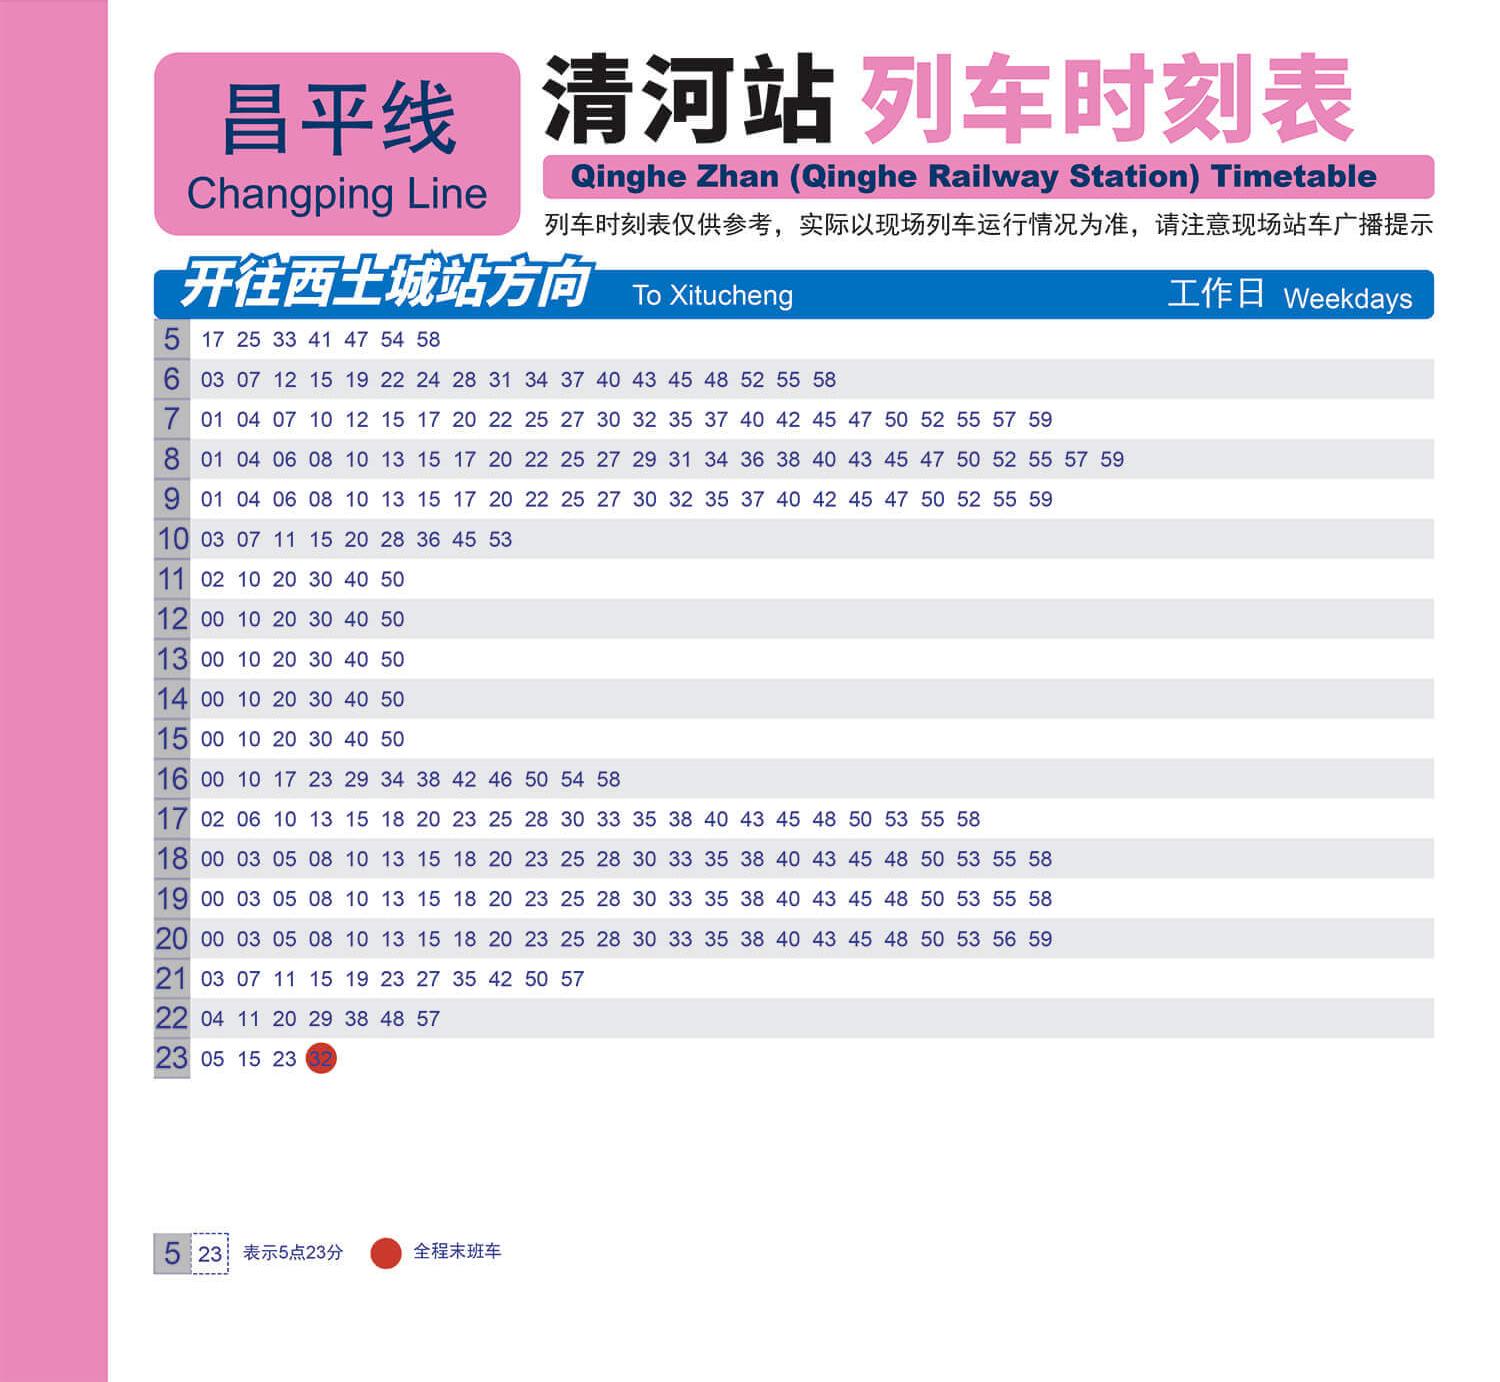 昌平线
Changping Line
清河站 列车时刻表
Qinghe Zhan (Qinghe Railway Station) Timetable
列车时刻表仅供参考，实际以现场列车运行情况为准，请注意现场站车广播提示
开往西土城站方向 To Xitucheng 工作日 Weekdays
5 17 25 33 41 47 54 58
6 03 07 12 15 19 22 24 28 31 34 37 40 43 45 48 52 55 58
7 01 04 07 10 12 15 17 20 22 25 27 30 32 35 37 40 42 45 47 50 52 55 57 59
8 01 04 06 08 10 13 15 17 20 22 25 27 29 31 34 36 38 40 43 45 47 50 52 55 57 59
9 01 04 06 08 10 13 15 17 20 22 25 27 30 32 35 37 40 42 45 47 50 52 55 59
10 03 07 11 15 20 28 36 45 53
11 02 10 20 30 40 50
12 00 10 20 30 40 50
13 00 10 20 30 40 50
14 00 10 20 30 40 50
15 00 10 20 30 40 50
16 00 10 17 23 29 34 38 42 46 50 54 58
17 02 06 10 13 15 18 20 23 25 28 30 33 35 38 40 43 45 48 50 53 55 58
18 00 03 05 08 10 13 15 18 20 23 25 28 30 33 35 38 40 43 45 48 50 53 55 58
19 00 03 05 08 10 13 15 18 20 23 25 28 30 33 35 38 40 43 45 48 50 53 55 58
20 00 03 05 08 10 13 15 18 20 23 25 28 30 33 35 38 40 43 45 48 50 53 56 59
21 03 07 11 15 19 23 27 35 42 50 57
22 04 11 20 29 38 48 57
23 05 15 23 32
5 23 表示5点23分 全程末班车